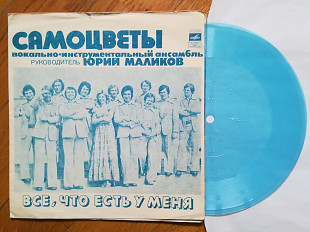 САМОЦВЕТЫ
вокально-инструментальный ансамбль
РУКОВОДИТЕЛЬ ЮРИЙ МАЛИКОВ
ВСЕ, ЧТО ЕСТЬ У МЕНЯ